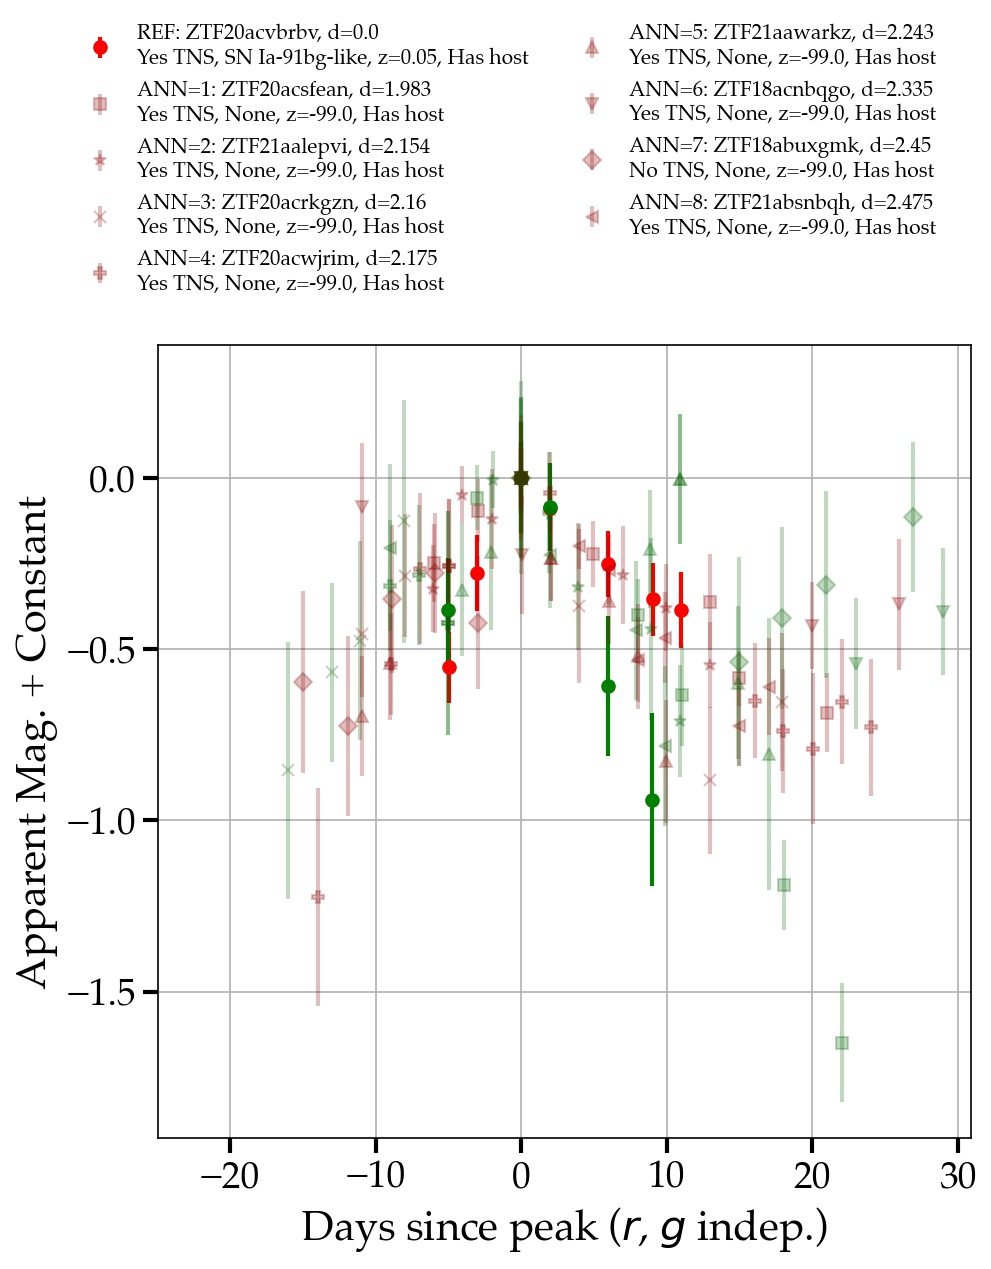 REF: ZTF20acvbrbv, d=0.0
Yes TNS, SN Ia-91bg-like, z=0.05, Has host
ANN=1: ZTF20acsfean, d=1.983
Yes TNS, None, z=-99.0, Has host
ANN=2: ZTF21aalepvi, d=2.154
Yes TNS, None, z=-99.0, Has host
ANN=3: ZTF20acrkgzn, d=2.16
Yes TNS, None, z=-99.0, Has host
ANN=4: ZTF20acwjrim, d=2.175
Yes TNS, None, z=-99.0, Has host
ANN=5: ZTF21aawarkz, d=2.243
Yes TNS, None, z=-99.0, Has host
ANN=6: ZTF18acnbqgo, d=2.335
Yes TNS, None, z=-99.0, Has host
ANN=7: ZTF18abuxgmk, d=2.45
No TNS, None, z=-99.0, Has host
ANN=8: ZTF21absnbqh, d=2.475
Yes TNS, None, z=-99.0, Has host
Apparent Mag. + Constant
0.0
−0.5
−1.0
−1.5
−20
−10
0
10
20
30
Days since peak (r, g indep.)